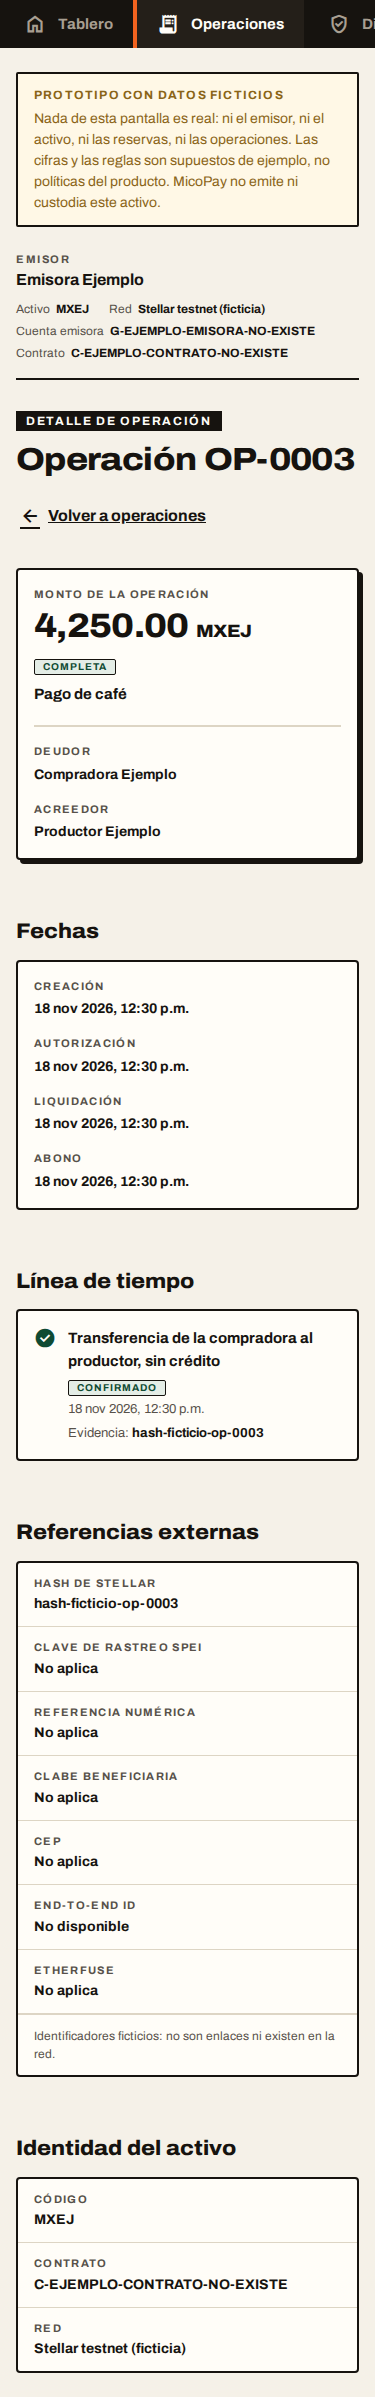 Tablero
Operaciones
Di
PROTOTIPO CON DATOS FICTICIOS
Nada de esta pantalla es real: ni el emisor, ni el
activo, ni las reservas, ni las operaciones. Las
cifras y las reglas son supuestos de ejemplo, no
políticas del producto. MicoPay no emite ni
custodia este activo.
EMISOR
Emisora Ejemplo
Activo MXEJ Red Stellar testnet (ficticia)
Cuenta emisora G-EJEMPLO-EMISORA-NO-EXISTE
Contrato C-EJEMPLO-CONTRATO-NO-EXISTE
DETALLE DE OPERACIÓN
Operación OP-0003
← Volver a operaciones
MONTO DE LA OPERACIÓN
4,250.00 MXEJ
COMPLETA
Pago de café
DEUDOR
Compradora Ejemplo
ACREEDOR
Productor Ejemplo
Fechas
CREACIÓN
18 nov 2026, 12:30 p.m.
AUTORIZACIÓN
18 nov 2026, 12:30 p.m.
LIQUIDACIÓN
18 nov 2026, 12:30 p.m.
ABONO
18 nov 2026, 12:30 p.m.
Línea de tiempo
Transferencia de la compradora al
productor, sin crédito
CONFIRMADO
18 nov 2026, 12:30 p.m.
Evidencia: hash-ficticio-op-0003
Referencias externas
HASH DE STELLAR
hash-ficticio-op-0003
CLAVE DE RASTREO SPEI
No aplica
REFERENCIA NUMÉRICA
No aplica
CLABE BENEFICIARIA
No aplica
CEP
No aplica
END-TO-END ID
No disponible
ETHERFUSE
No aplica
Identificadores ficticios: no son enlaces ni existen en la
red.
Identidad del activo
CÓDIGO
MXEJ
CONTRATO
C-EJEMPLO-CONTRATO-NO-EXISTE
RED
Stellar testnet (ficticia)